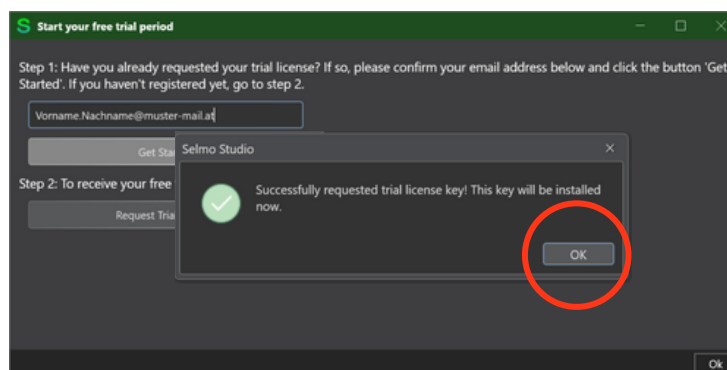 Start your free trial period
Step 1: Have you already requested your trial license? If so, please confirm your email address below and click the button 'Get
Started'. If you haven't registered yet, go to step 2.
Vorname.Nachname@muster-mail.at
Get
Selmo Studio
Successfully requested trial license key! This key will be installed
now.
OK
Step 2: To receive your free
Request
Ok